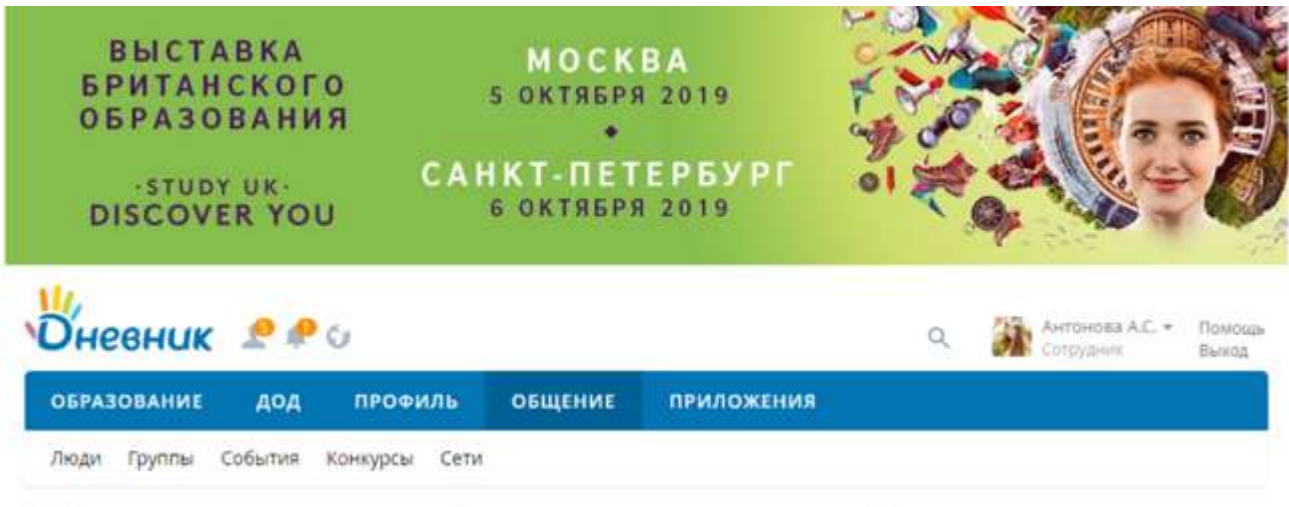 ВЫСТАВКА
БРИТАНСКОГО
ОБРАЗОВАНИЯ
·STUDY UK·
DISCOVER YOU
МОСКВА
5 ОКТЯБРЯ 2019
САНКТ-ПЕТЕРБУРГ
6 ОКТЯБРЯ 2019
Дневник
Антонова А.С. Помощь
Сотрудник Выход
ОБРАЗОВАНИЕ ДОД ПРОФИЛЬ ОБЩЕНИЕ ПРИЛОЖЕНИЯ
Люди Группы События Конкурсы Сети